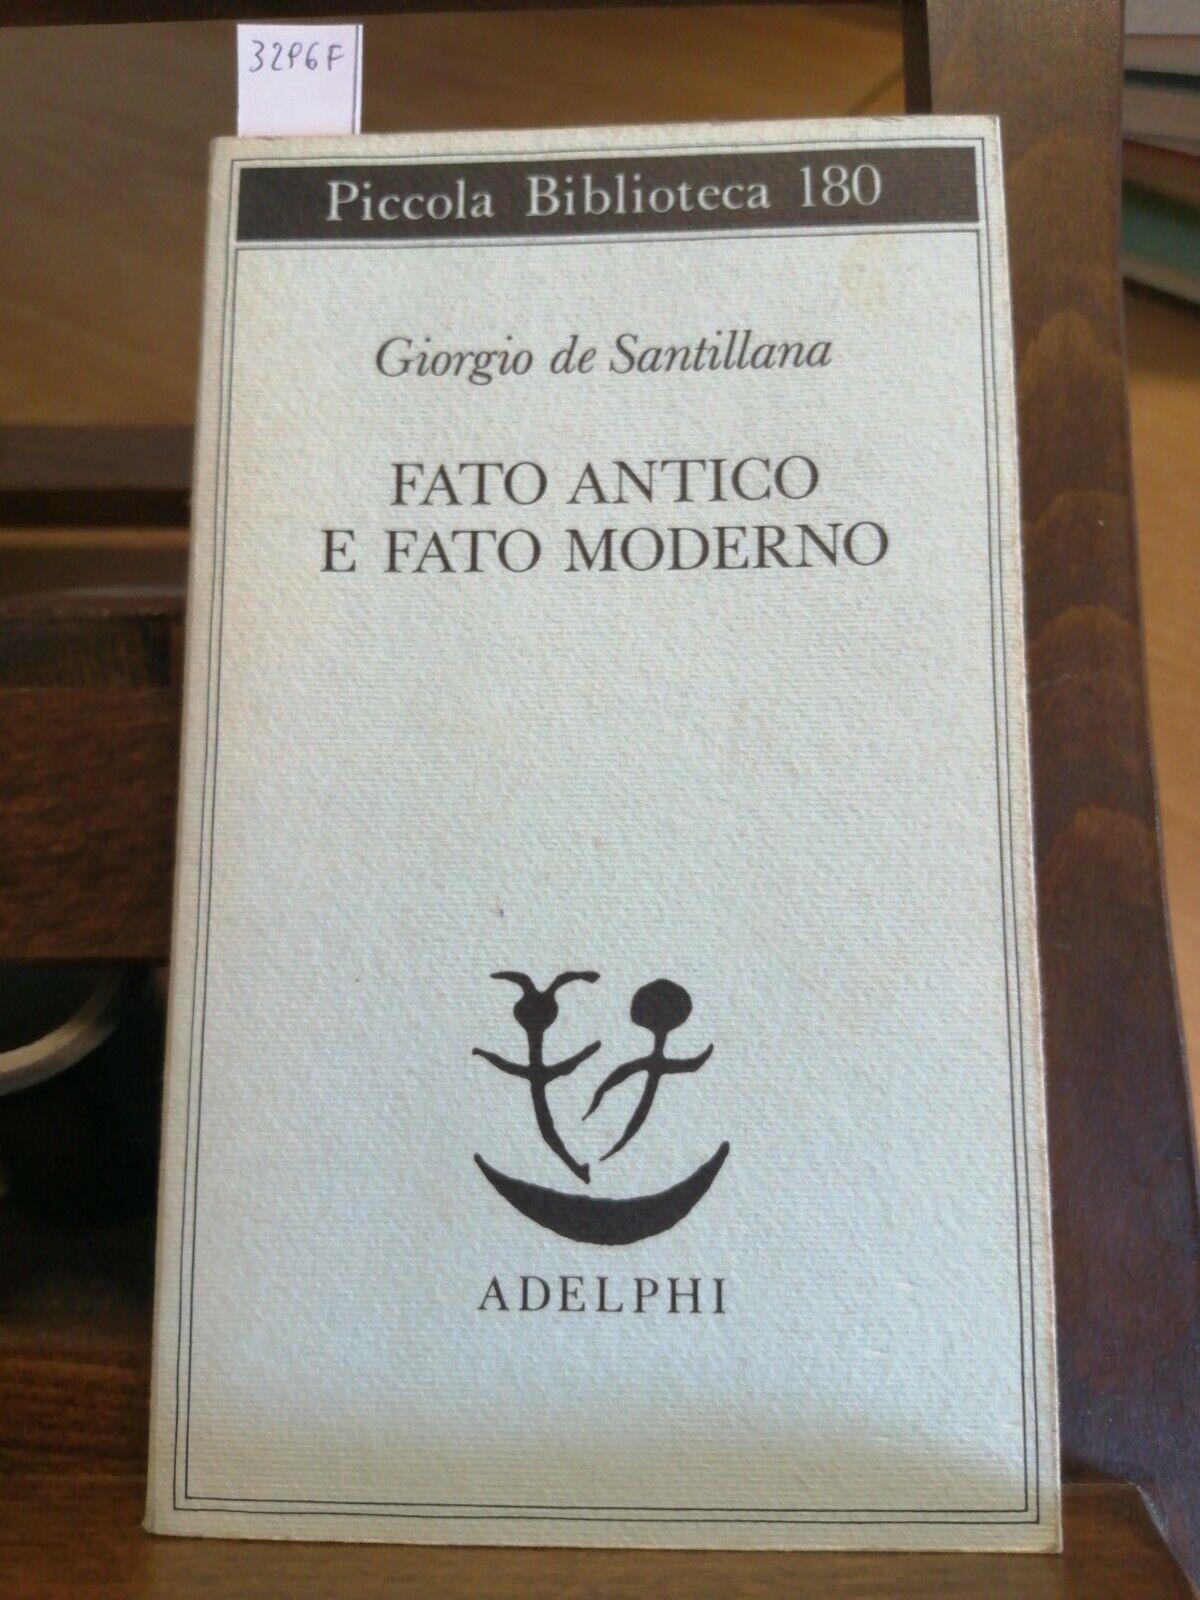 32P6F
Piccola Biblioteca 180
Giorgio de Santillana
FATO ANTICO
E FATO MODERNO
ADELPHI